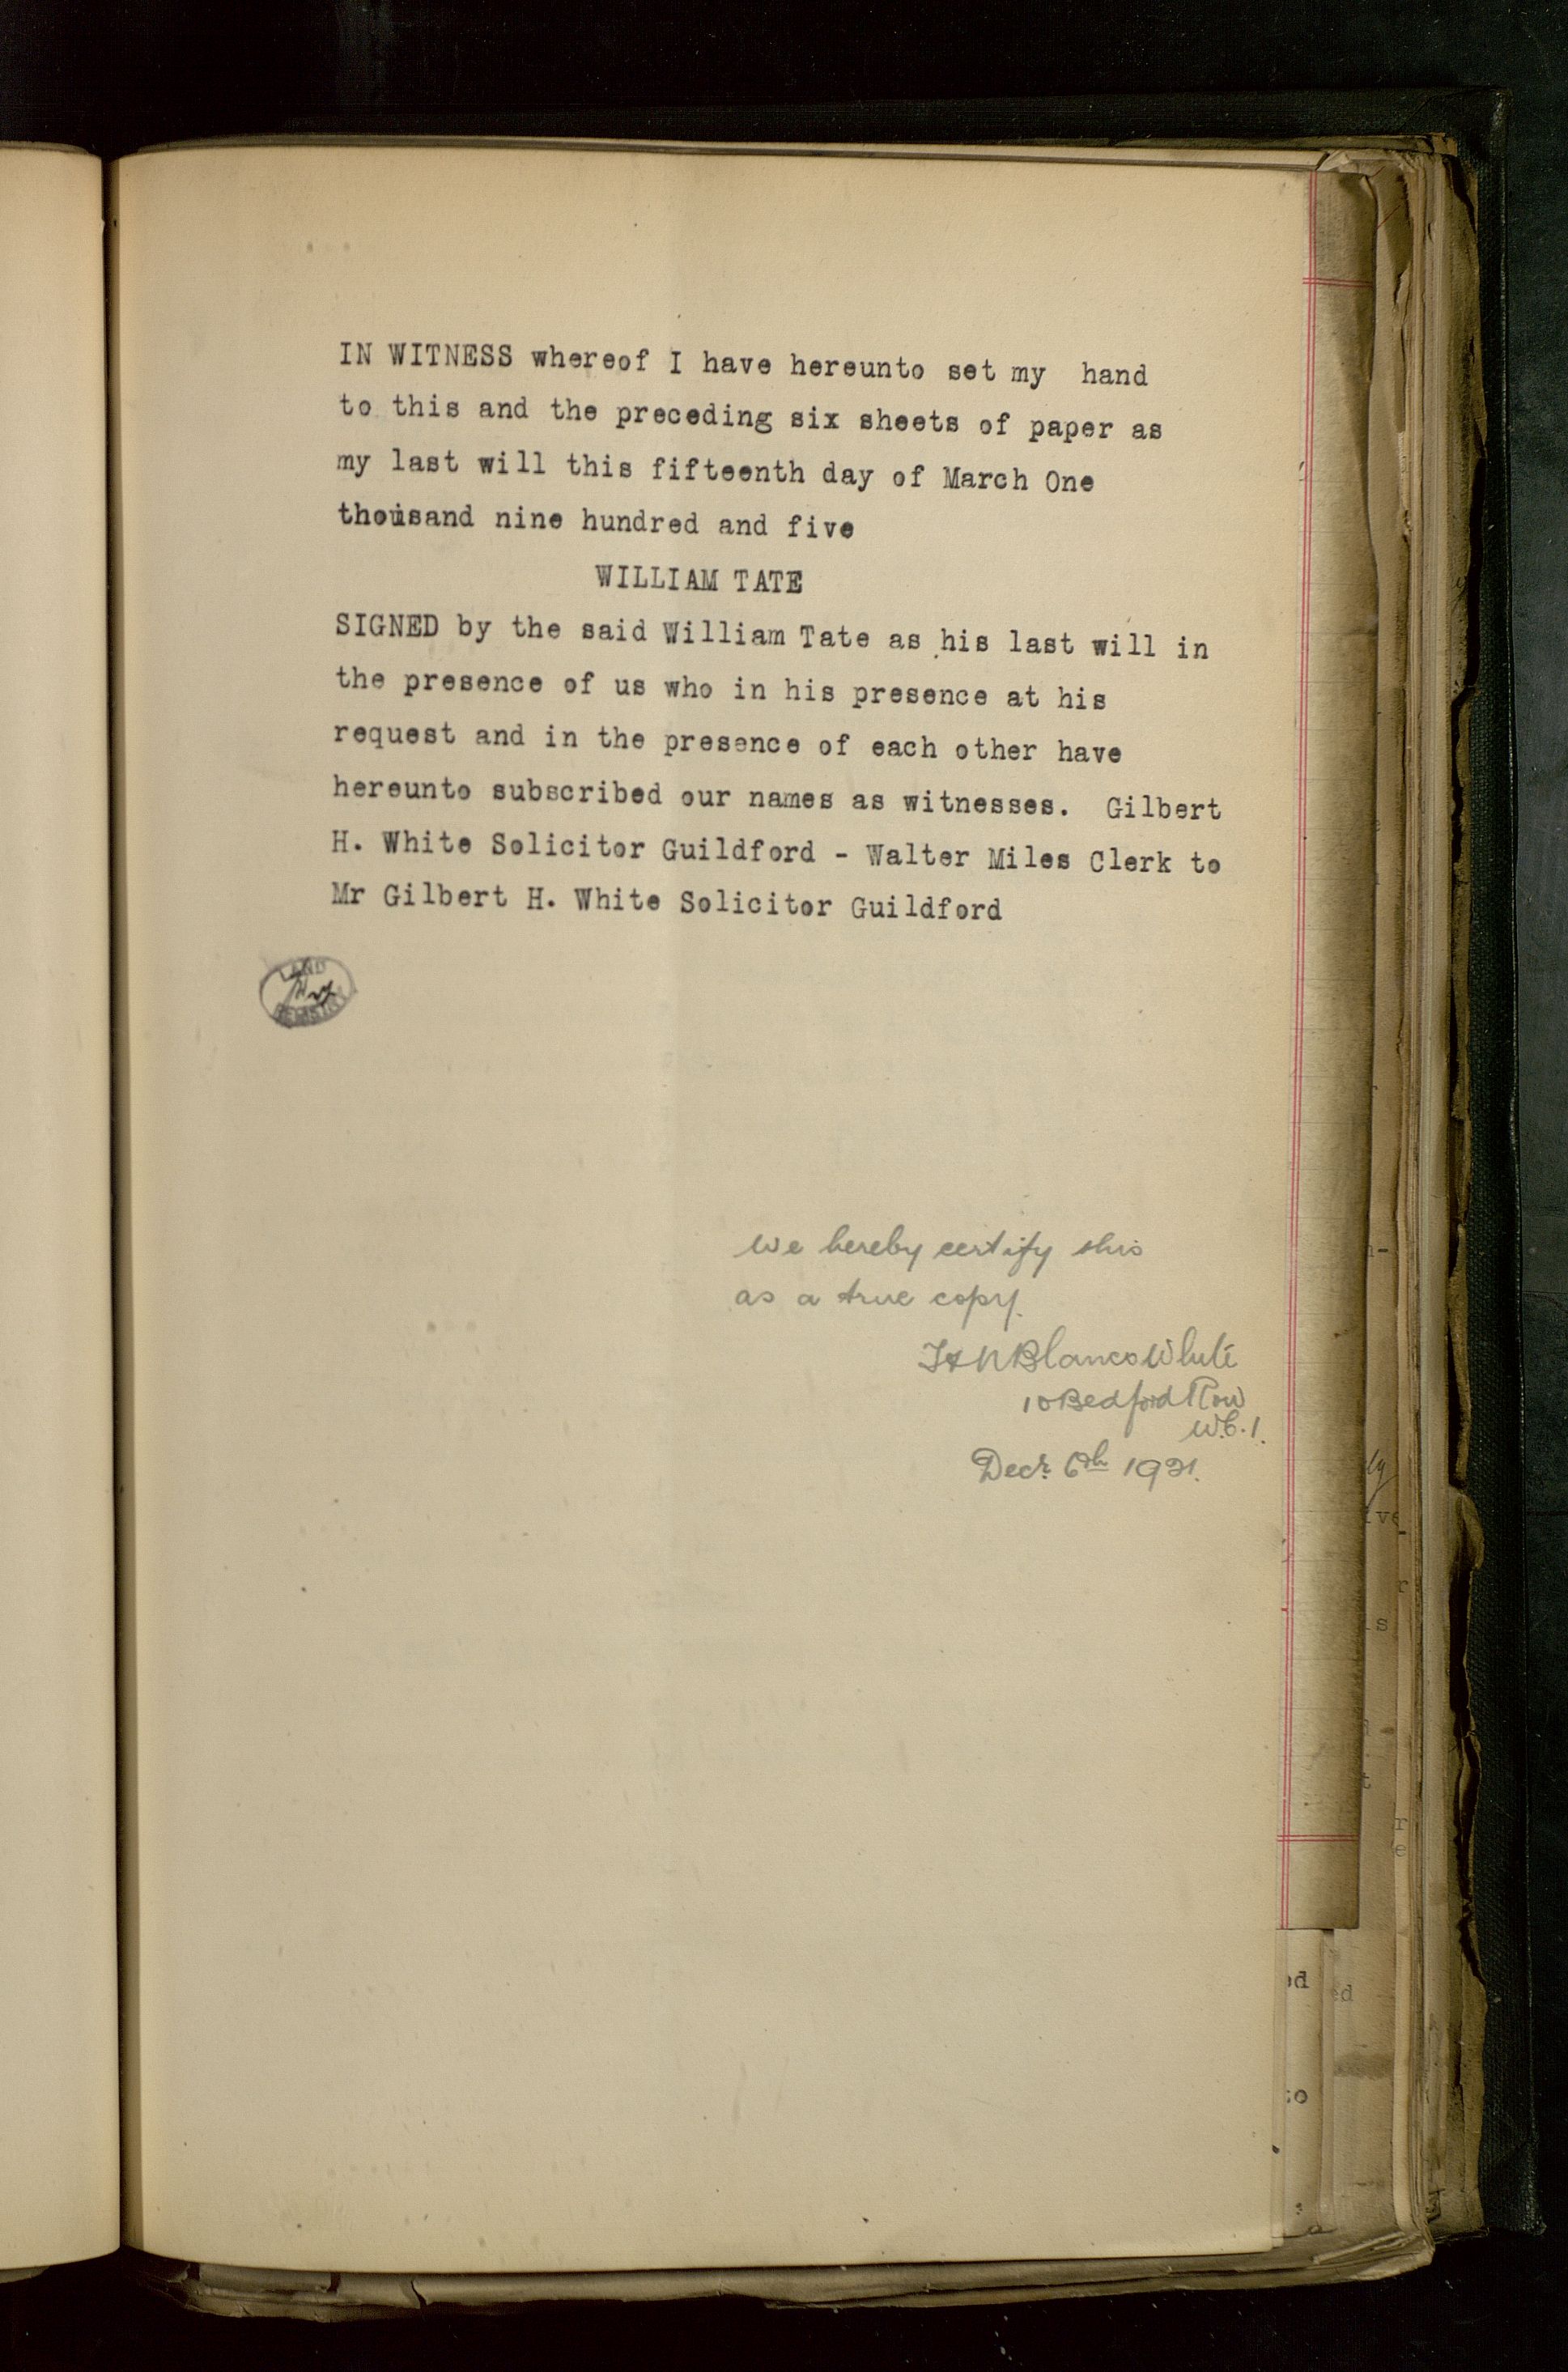 IN WITNESS whereof I have hereunto set my hand
to this and the preceding six sheets of paper as
my last will this fifteenth day of March One
thousand nine hundred and five
WILLIAM TATE
SIGNED by the said William Tate as his last will in
the presence of us who in his presence at his
request and in the presence of each other have
hereunto subscribed our names as witnesses. Gilbert
H. White Solicitor Guildford - Walter Miles Clerk to
Mr Gilbert H. White Solicitor Guildford
LAND
REGISTRY
We hereby certify this
as a true copy.
Blanco White
10 Bedford Row
W.C.1.
Decr. 6th 1921.